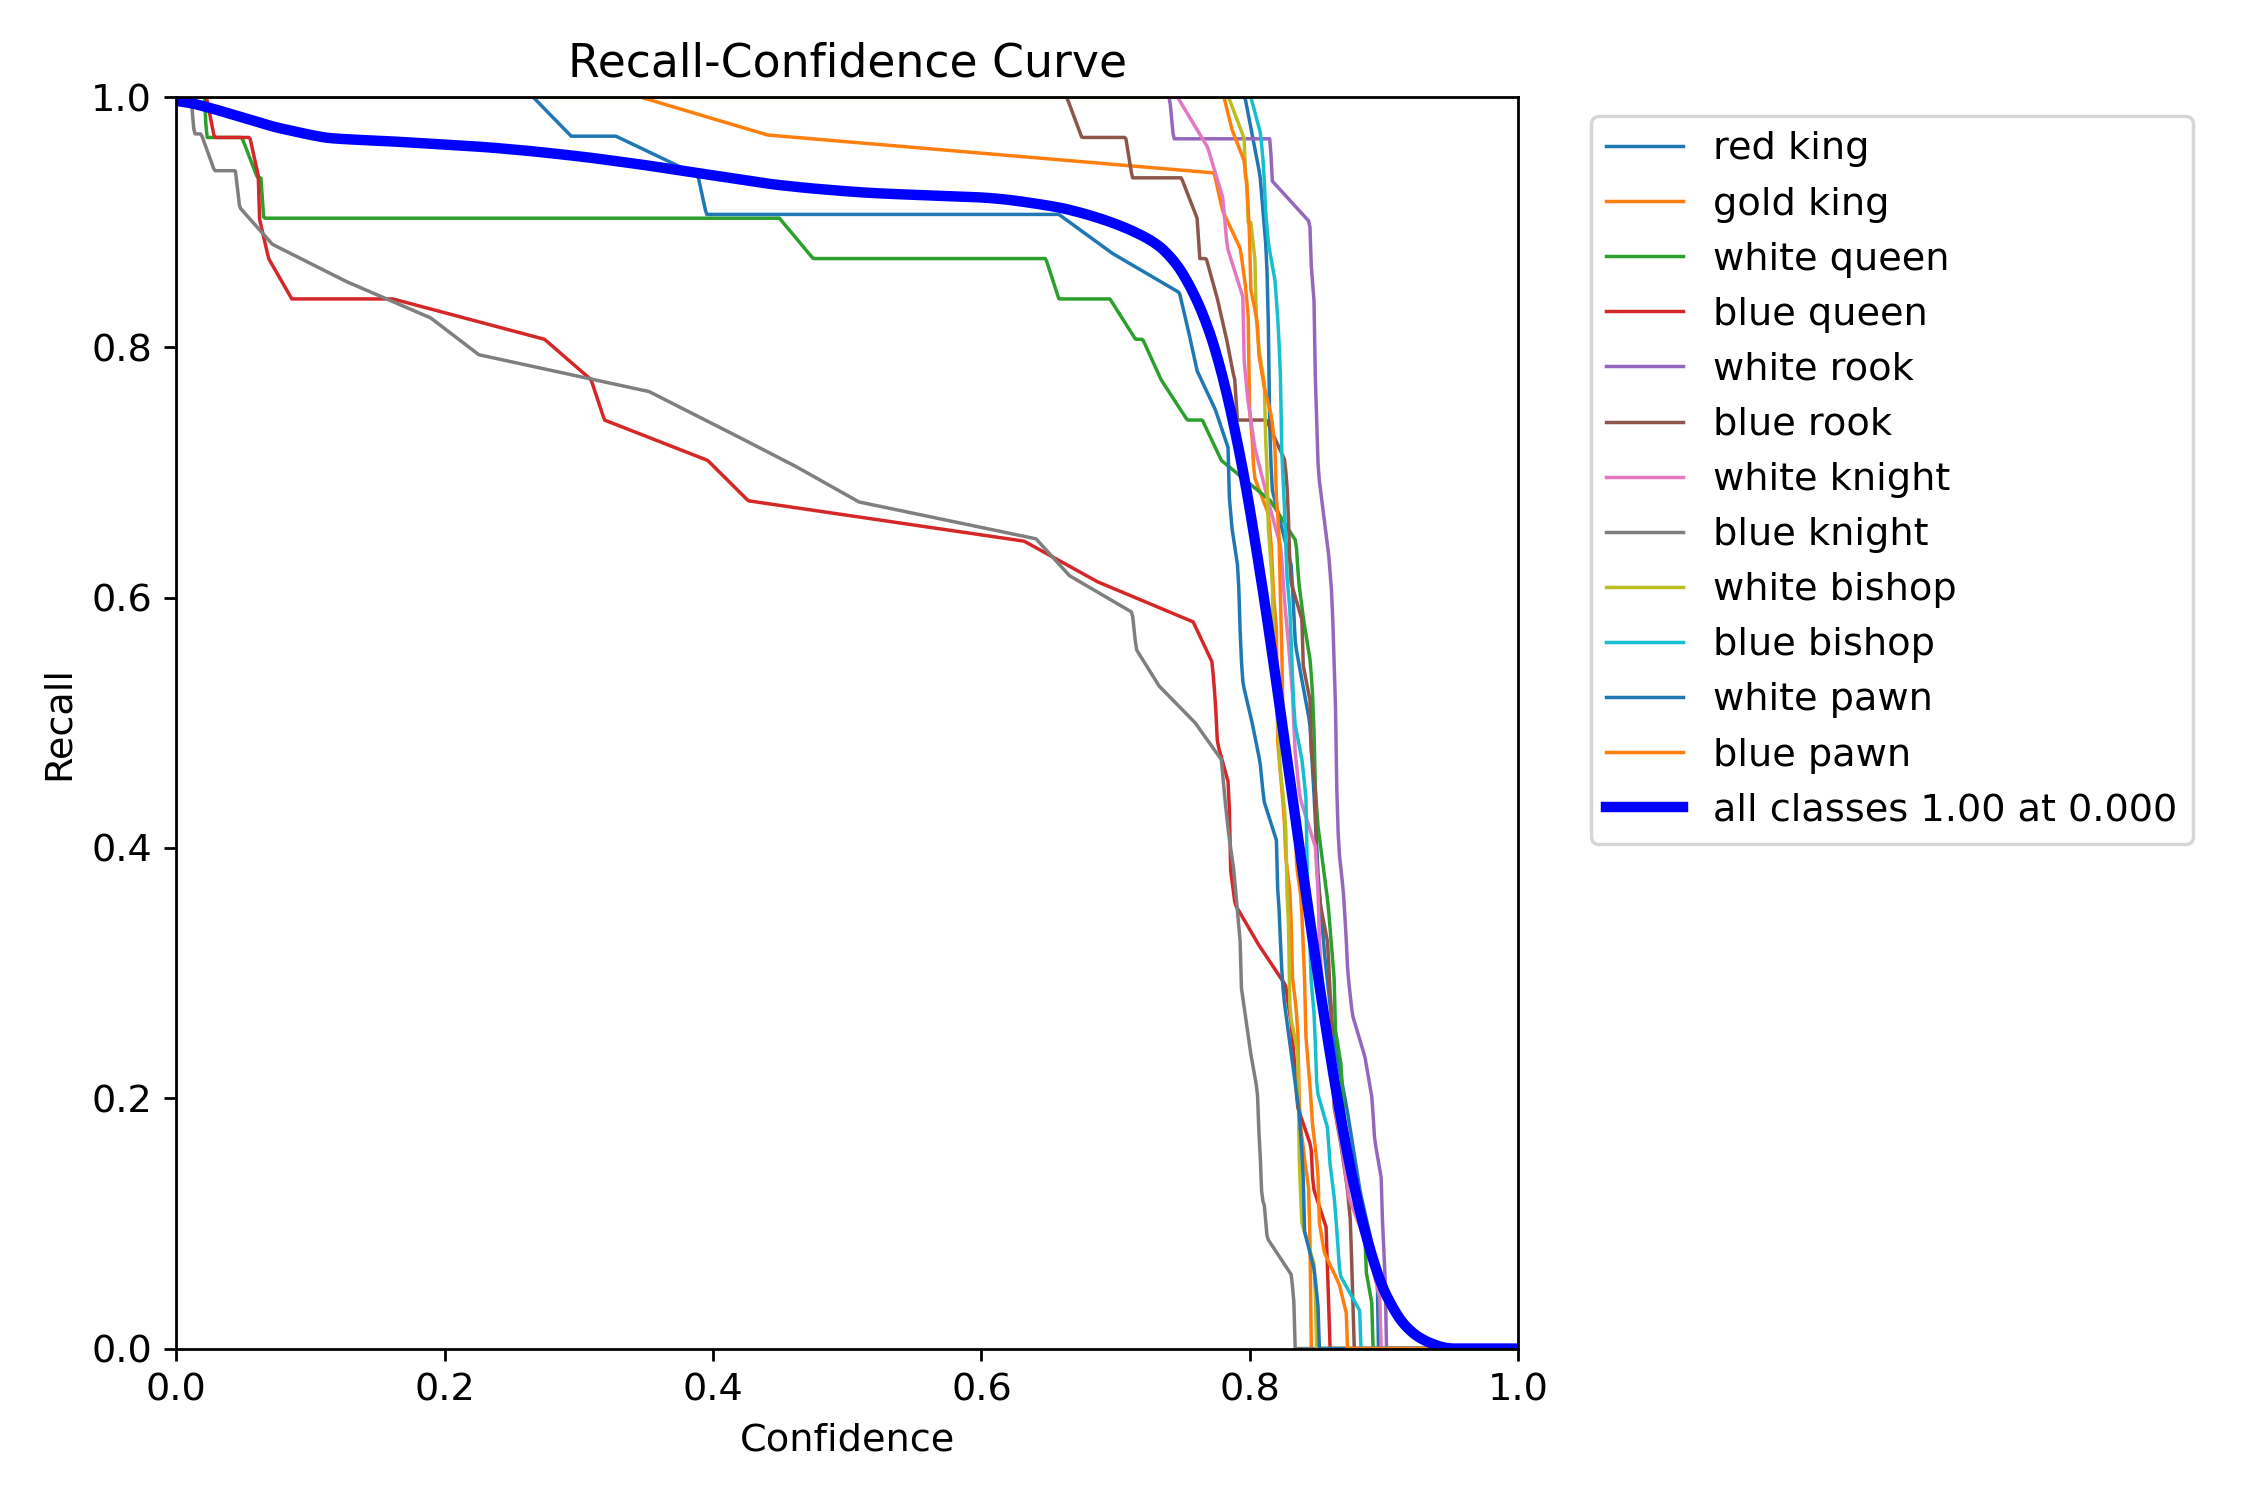 Recall-Confidence Curve
1.0
0.8
0.6
0.4
0.2
0.0
Recall
0.0 0.2 0.4 0.6 0.8 1.0
Confidence
red king
gold king
white queen
blue queen
white rook
blue rook
white knight
blue knight
white bishop
blue bishop
white pawn
blue pawn
all classes 1.00 at 0.000